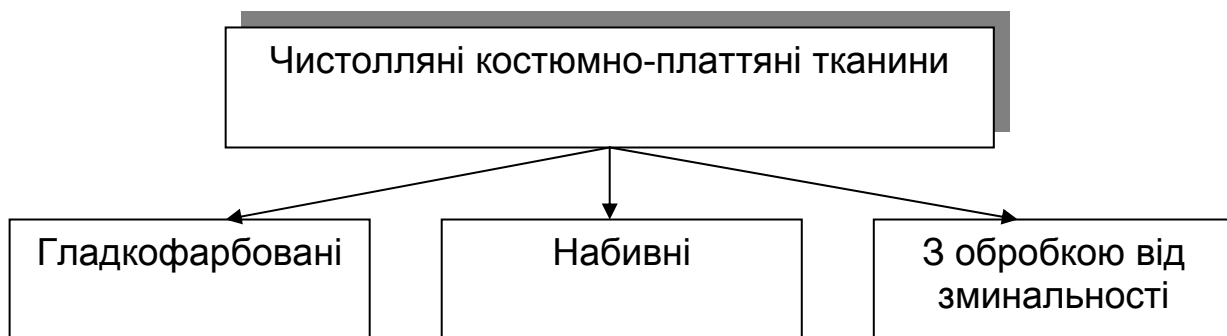 Чистолляні костюмно-платтяні тканини
Гладкофарбовані
Набивні
З обробкою від
зминальності